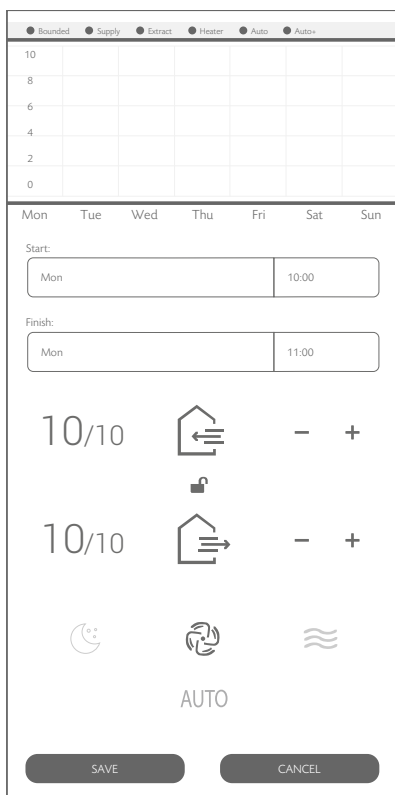 Bounded Supply Extract Heater Auto Auto+
10
8
6
4
2
0
Mon Tue Wed Thu Fri Sat Sun
Start:
Mon 10:00
Finish:
Mon 11:00
10/10 − +
10/10 − +
AUTO
SAVE CANCEL